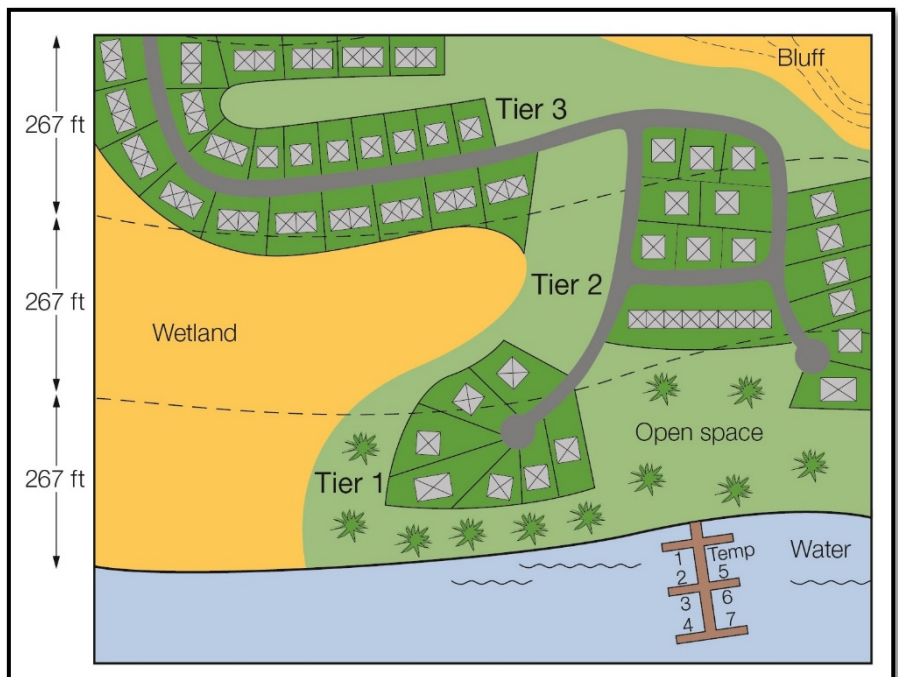 Bluff
267 ft
Tier 3
267 ft
Tier 2
Wetland
Open space
267 ft
Tier 1
Temp
Water
1
2
5
3
6
4
7